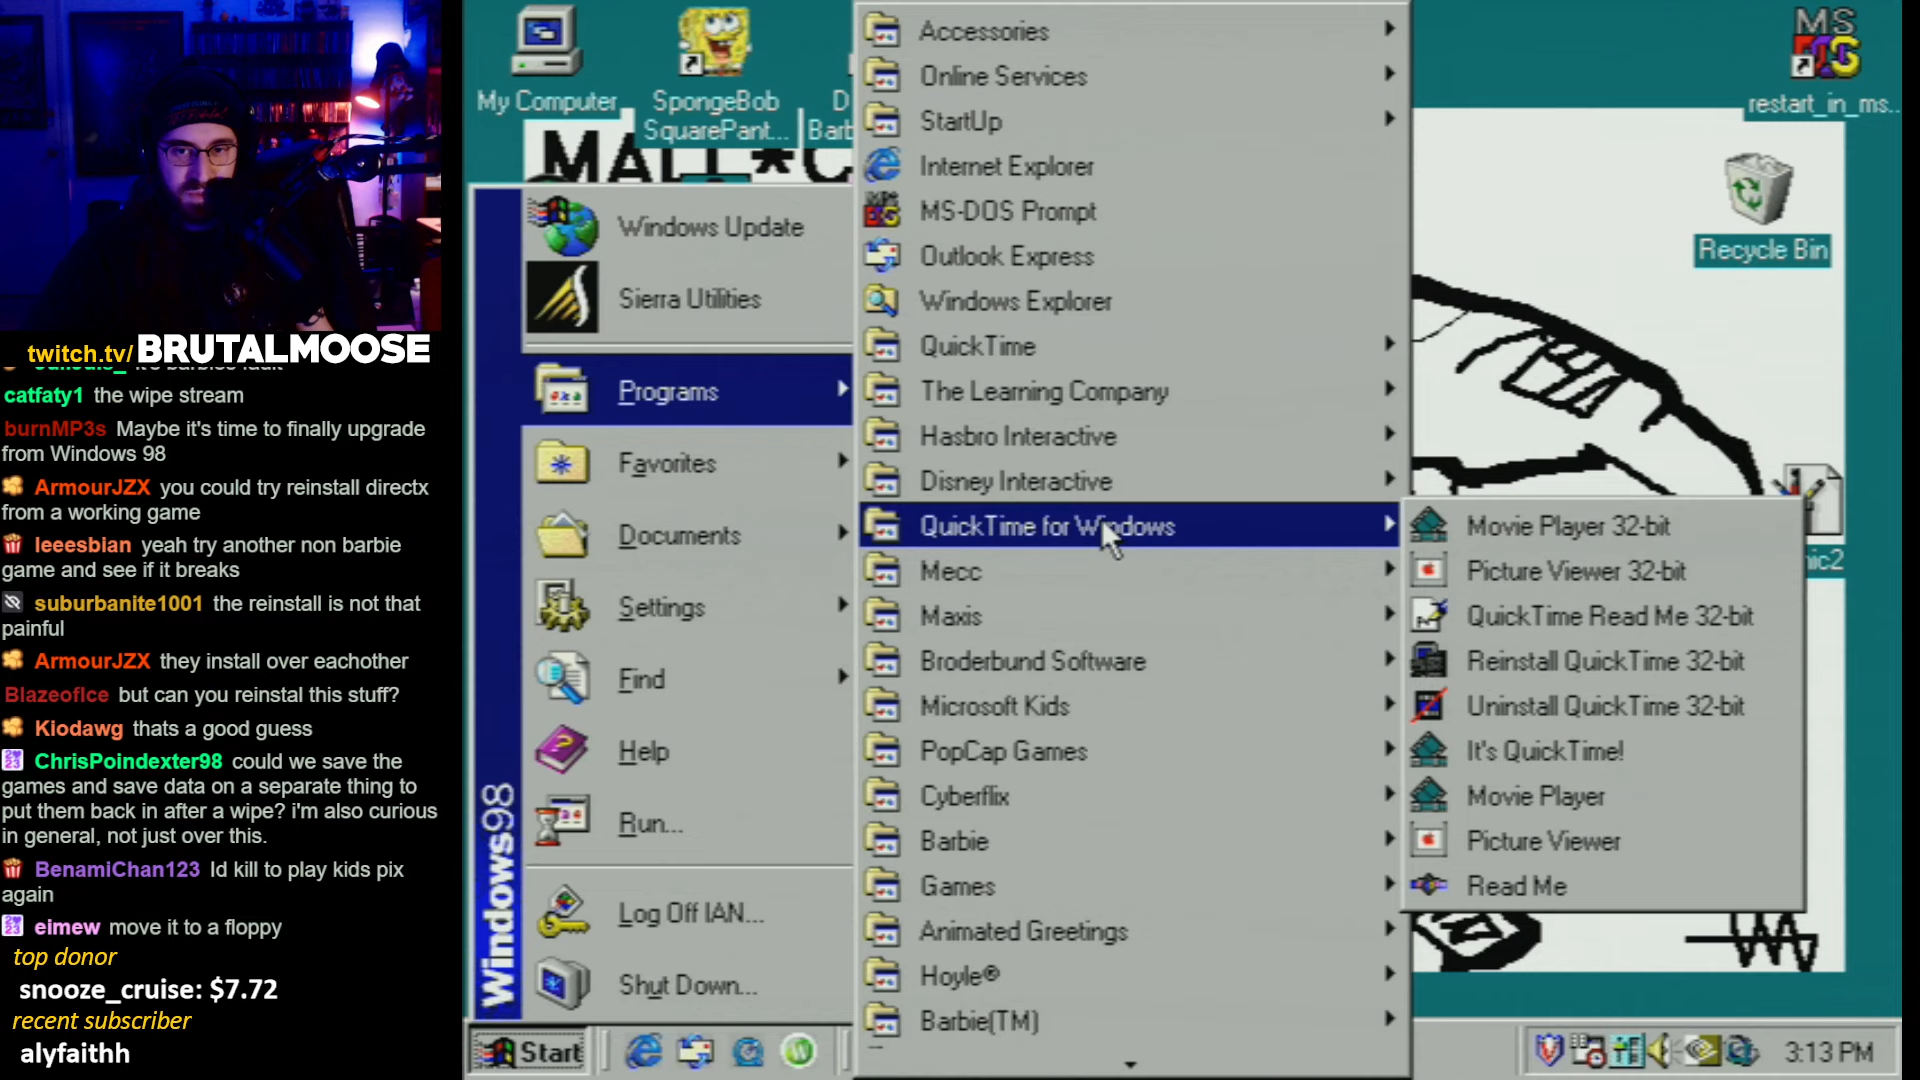 twitch.tv/BRUTALMOOSE
catfaty1 the wipe stream
burnMP3s Maybe it's time to finally upgrade
from Windows 98
ArmourJZX you could try reinstall directx
from a working game
leeesbian yeah try another non barbie
game and see if it breaks
suburbanite1001 the reinstall is not that
painful
ArmourJZX they install over eachother
BlazeofIce but can you reinstal this stuff?
Kiodawg thats a good guess
ChrisPoindexter98 could we save the
games and save data on a separate thing to
put them back in after a wipe? i'm also curious
in general, not just over this.
BenamiChan123 Id kill to play kids pix
again
eimew move it to a floppy
top donor
snooze_cruise: $7.72
recent subscriber
alyfaithh
My Computer
SpongeBob
SquarePant...
D
Barb
MALL*C
Windows Update
Sierra Utilities
Programs
Favorites
Documents
Settings
Find
Help
Run...
Log Off IAN...
Shut Down...
Windows98
Start
Accessories
Online Services
StartUp
Internet Explorer
MS-DOS Prompt
Outlook Express
Windows Explorer
QuickTime
The Learning Company
Hasbro Interactive
Disney Interactive
QuickTime for Windows
Mecc
Maxis
Broderbund Software
Microsoft Kids
PopCap Games
Cyberflix
Barbie
Games
Animated Greetings
Hoyle®
Barbie(TM)
Movie Player 32-bit
Picture Viewer 32-bit
QuickTime Read Me 32-bit
Reinstall QuickTime 32-bit
Uninstall QuickTime 32-bit
It's QuickTime!
Movie Player
Picture Viewer
Read Me
MS
DOS
restart_in_ms...
Recycle Bin
nic2
3:13 PM